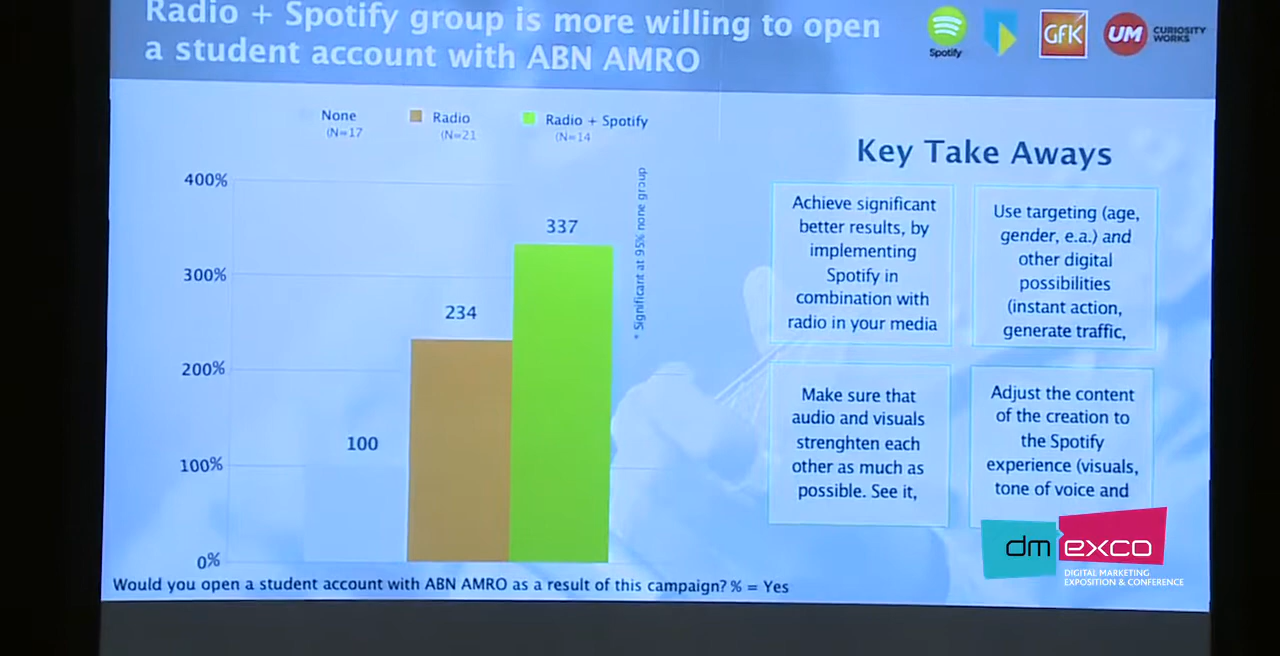 Radio + Spotify group is more willing to open
a student account with ABN AMRO
Spotify
GfK
UM
CURIOSITY
WORKS
None
(N=17
Radio
(N=21
Radio + Spotify
(N=14
400%
300%
200%
100%
0%
100
234
337
* Significant at 95% none group
Would you open a student account with ABN AMRO as a result of this campaign? % = Yes
Key Take Aways
Achieve significant
better results, by
implementing
Spotify in
combination with
radio in your media
Use targeting (age,
gender, e.a.) and
other digital
possibilities
(instant action,
generate traffic,
Make sure that
audio and visuals
strenghten each
other as much as
possible. See it,
Adjust the content
of the creation to
the Spotify
experience (visuals,
tone of voice and
dmexco
DIGITAL MARKETING
EXPOSITION & CONFERENCE